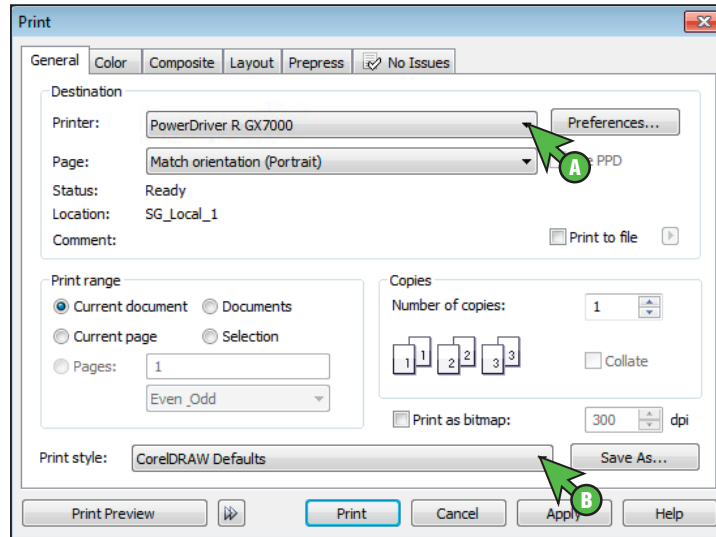 Print
General Color Composite Layout Prepress No Issues
Destination
Printer: PowerDriver R GX7000 Preferences...
Page: Match orientation (Portrait) PPD
A
Status: Ready
Location: SG_Local_1
Comment: Print to file
Print range Copies
Current document Documents Number of copies: 1
Current page Selection
1 1 2 2 3 3
Pages: 1 Collate
Even _Odd
Print as bitmap: 300 dpi
Print style: CorelDRAW Defaults Save As...
B
Print Preview Print Cancel Apply Help